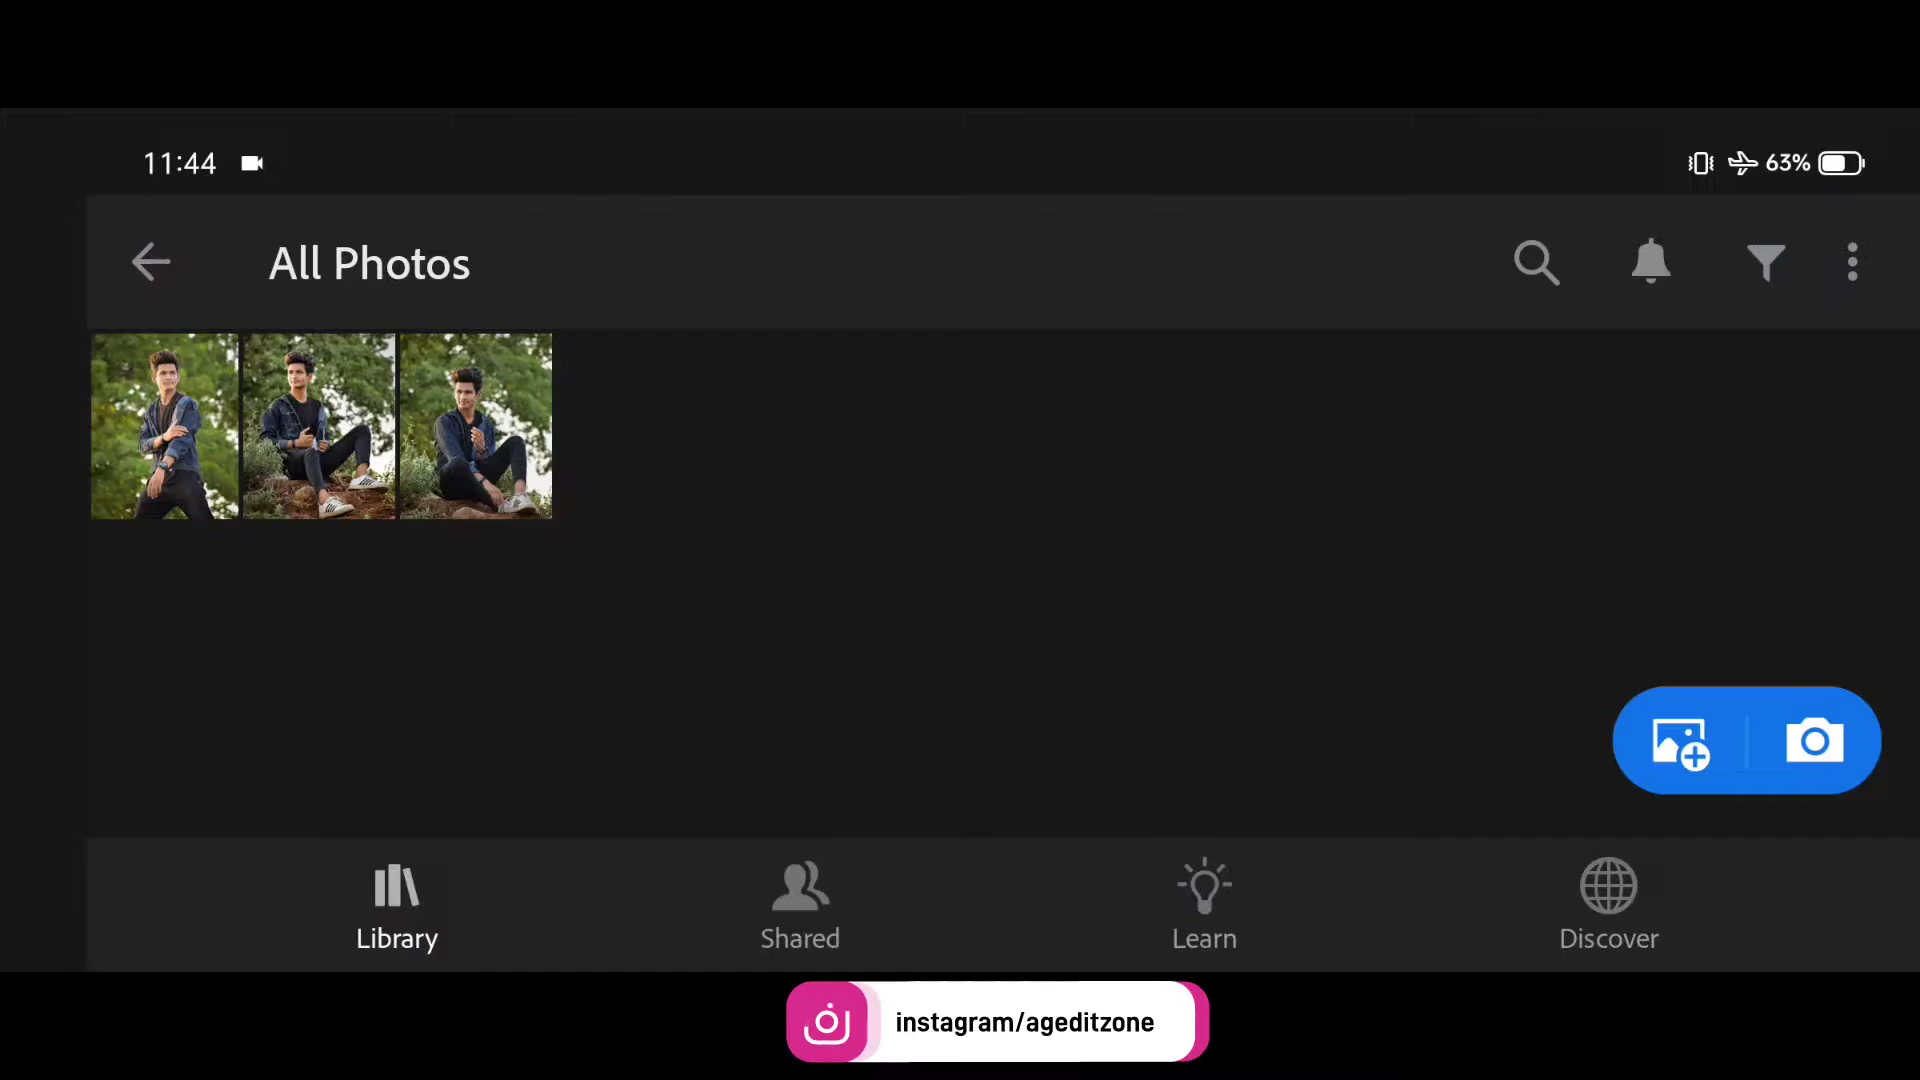 11:44
63%
All Photos
Library
Shared
Learn
Discover
instagram/ageditzone